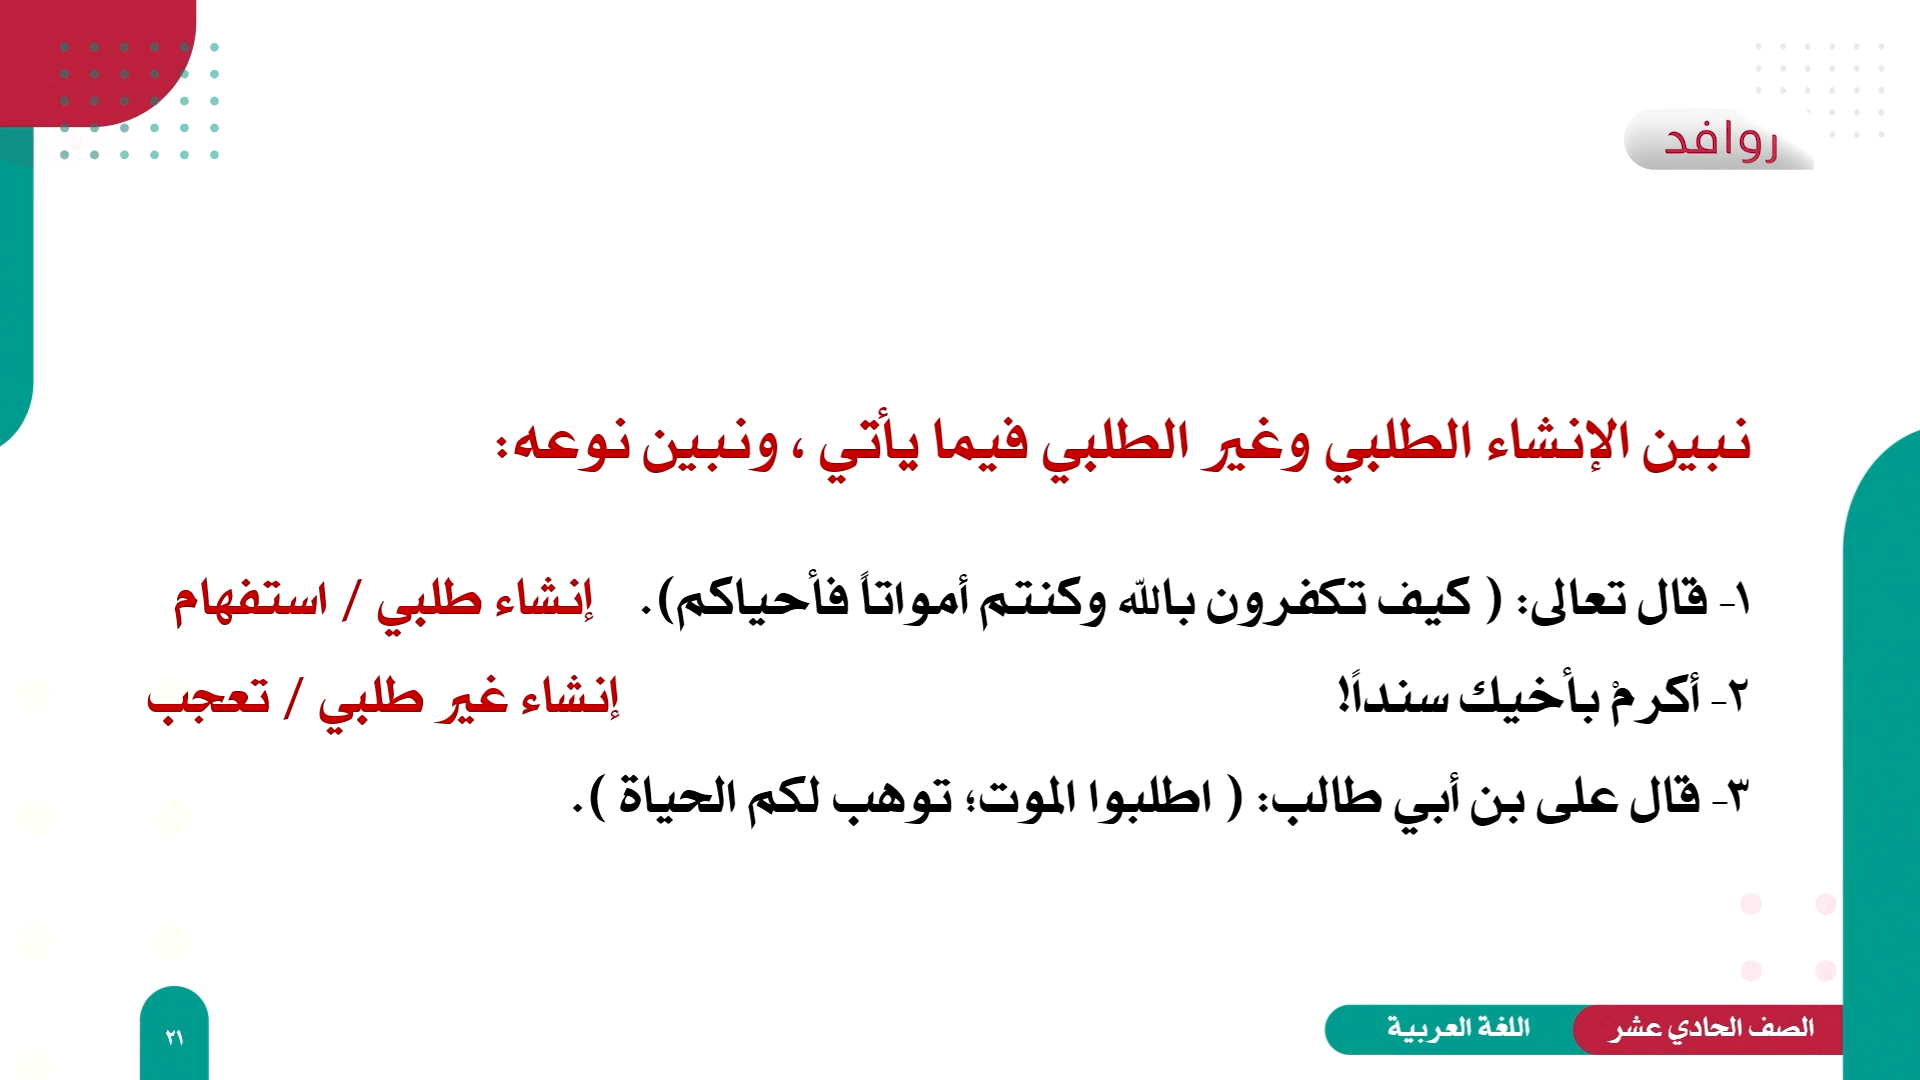 روافد
نبين الإنشاء الطلبي وغير الطلبي فيما يأتي ، ونبين نوعه:
١- قال تعالى: ( كيف تكفرون بالله وكنتم أمواتاً فأحياكم). إنشاء طلبي / استفهام
٢- أكرمْ بأخيك سنداً! إنشاء غير طلبي / تعجب
٣- قال على بن أبي طالب: ( اطلبوا الموت؛ توهب لكم الحياة ).
الصف الحادي عشر اللغة العربية
٢١